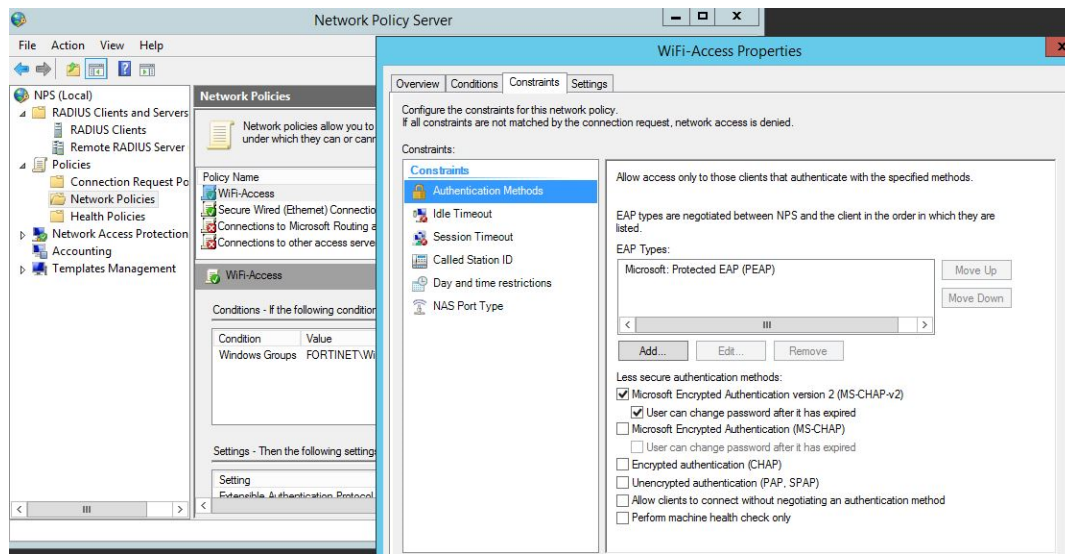 Network Policy Server
File Action View Help
NPS (Local)
RADIUS Clients and Servers
RADIUS Clients
Remote RADIUS Server
Policies
Connection Request Po
Network Policies
Health Policies
Network Access Protection
Accounting
Templates Management
Network Policies
Network policies allow you to
under which they can or cann
Policy Name
WiFi-Access
Secure Wired (Ethernet) Connectio
Connections to Microsoft Routing a
Connections to other access serve
WiFi-Access
Conditions - If the following condition
Condition Value
Windows Groups FORTINET\Wi
Settings - Then the following setting
Setting
Extensible Authentication Protocol
WiFi-Access Properties
x
Overview Conditions Constraints Settings
Configure the constraints for this network policy.
If all constraints are not matched by the connection request, network access is denied.
Constraints:
Constraints
Authentication Methods
Idle Timeout
Session Timeout
Called Station ID
Day and time restrictions
NAS Port Type
Allow access only to those clients that authenticate with the specified methods.
EAP types are negotiated between NPS and the client in the order in which they are
listed.
EAP Types:
Microsoft: Protected EAP (PEAP)
Move Up
Move Down
Add... Edit... Remove
Less secure authentication methods:
Microsoft Encrypted Authentication version 2 (MS-CHAP-v2)
User can change password after it has expired
Microsoft Encrypted Authentication (MS-CHAP)
User can change password after it has expired
Encrypted authentication (CHAP)
Unencrypted authentication (PAP, SPAP)
Allow clients to connect without negotiating an authentication method
Perform machine health check only